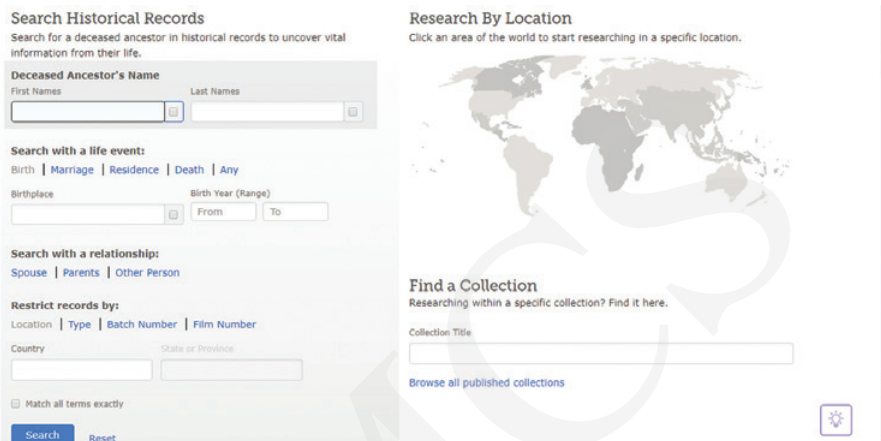 Search Historical Records
Search for a deceased ancestor in historical records to uncover vital
information from their life.
Deceased Ancestor's Name
First Names
Last Names
Search with a life event:
Birth | Marriage | Residence | Death | Any
Birthplace
Birth Year (Range)
From
To
Search with a relationship:
Spouse | Parents | Other Person
Restrict records by:
Location | Type | Batch Number | Film Number
Country
State or Province
Match all terms exactly
Search
Reset
Research By Location
Click an area of the world to start researching in a specific location.
Find a Collection
Researching within a specific collection? Find it here.
Collection Title
Browse all published collections
MCS